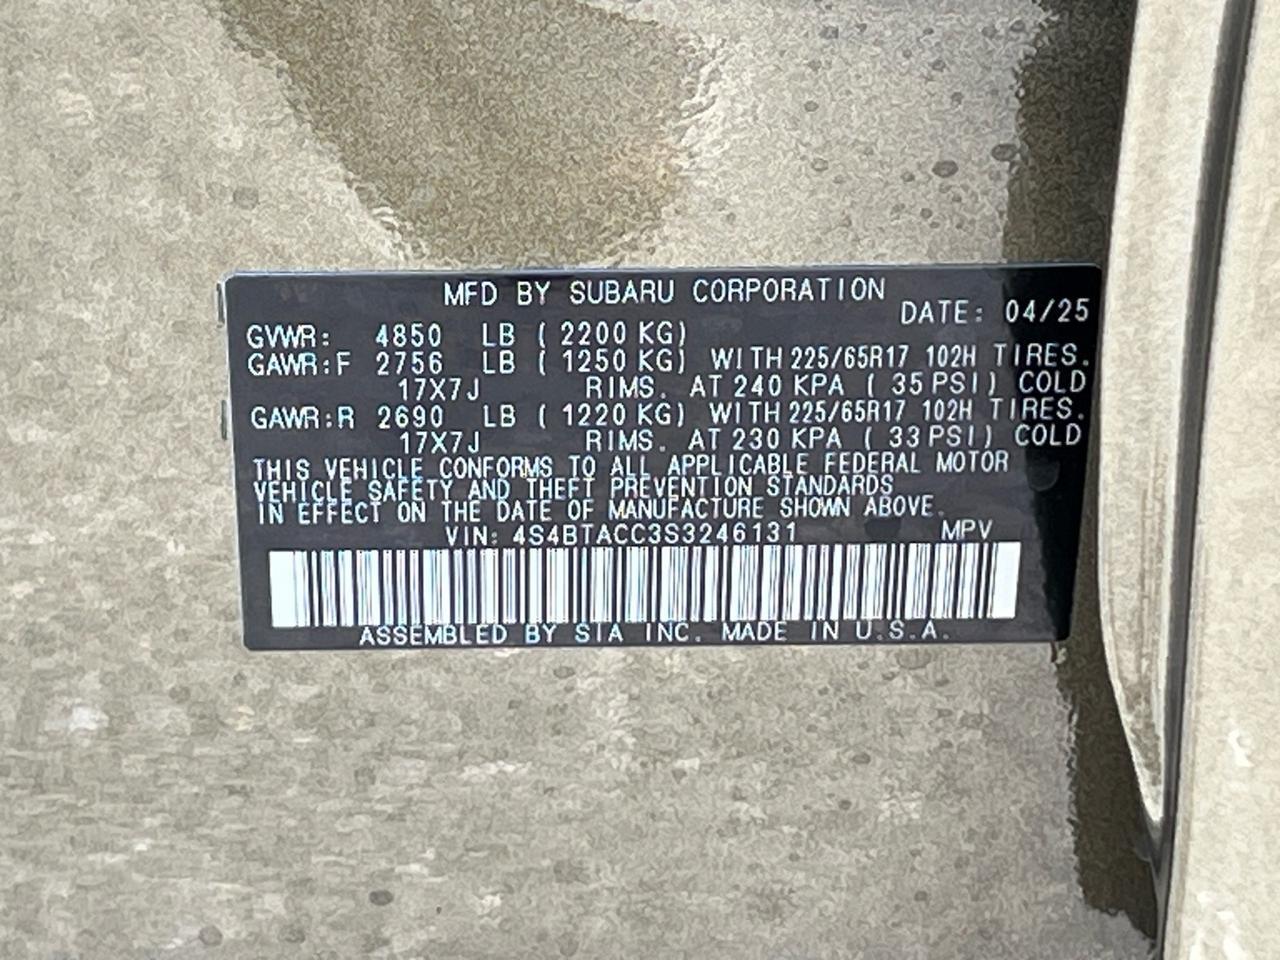 MFD BY SUBARU CORPORATION
DATE: 04/25
GVWR: 4850 LB ( 2200 KG)
GAWR:F 2756 LB ( 1250 KG) WITH 225/65R17 102H TIRES.
17X7J RIMS. AT 240 KPA ( 35 PSI) COLD
GAWR:R 2690 LB ( 1220 KG) WITH 225/65R17 102H TIRES.
17X7J RIMS. AT 230 KPA ( 33 PSI) COLD
THIS VEHICLE CONFORMS TO ALL APPLICABLE FEDERAL MOTOR
VEHICLE SAFETY AND THEFT PREVENTION STANDARDS
IN EFFECT ON THE DATE OF MANUFACTURE SHOWN ABOVE.
VIN: 4S4BTACC3S3246131 MPV
ASSEMBLED BY SIA INC. MADE IN U.S.A.